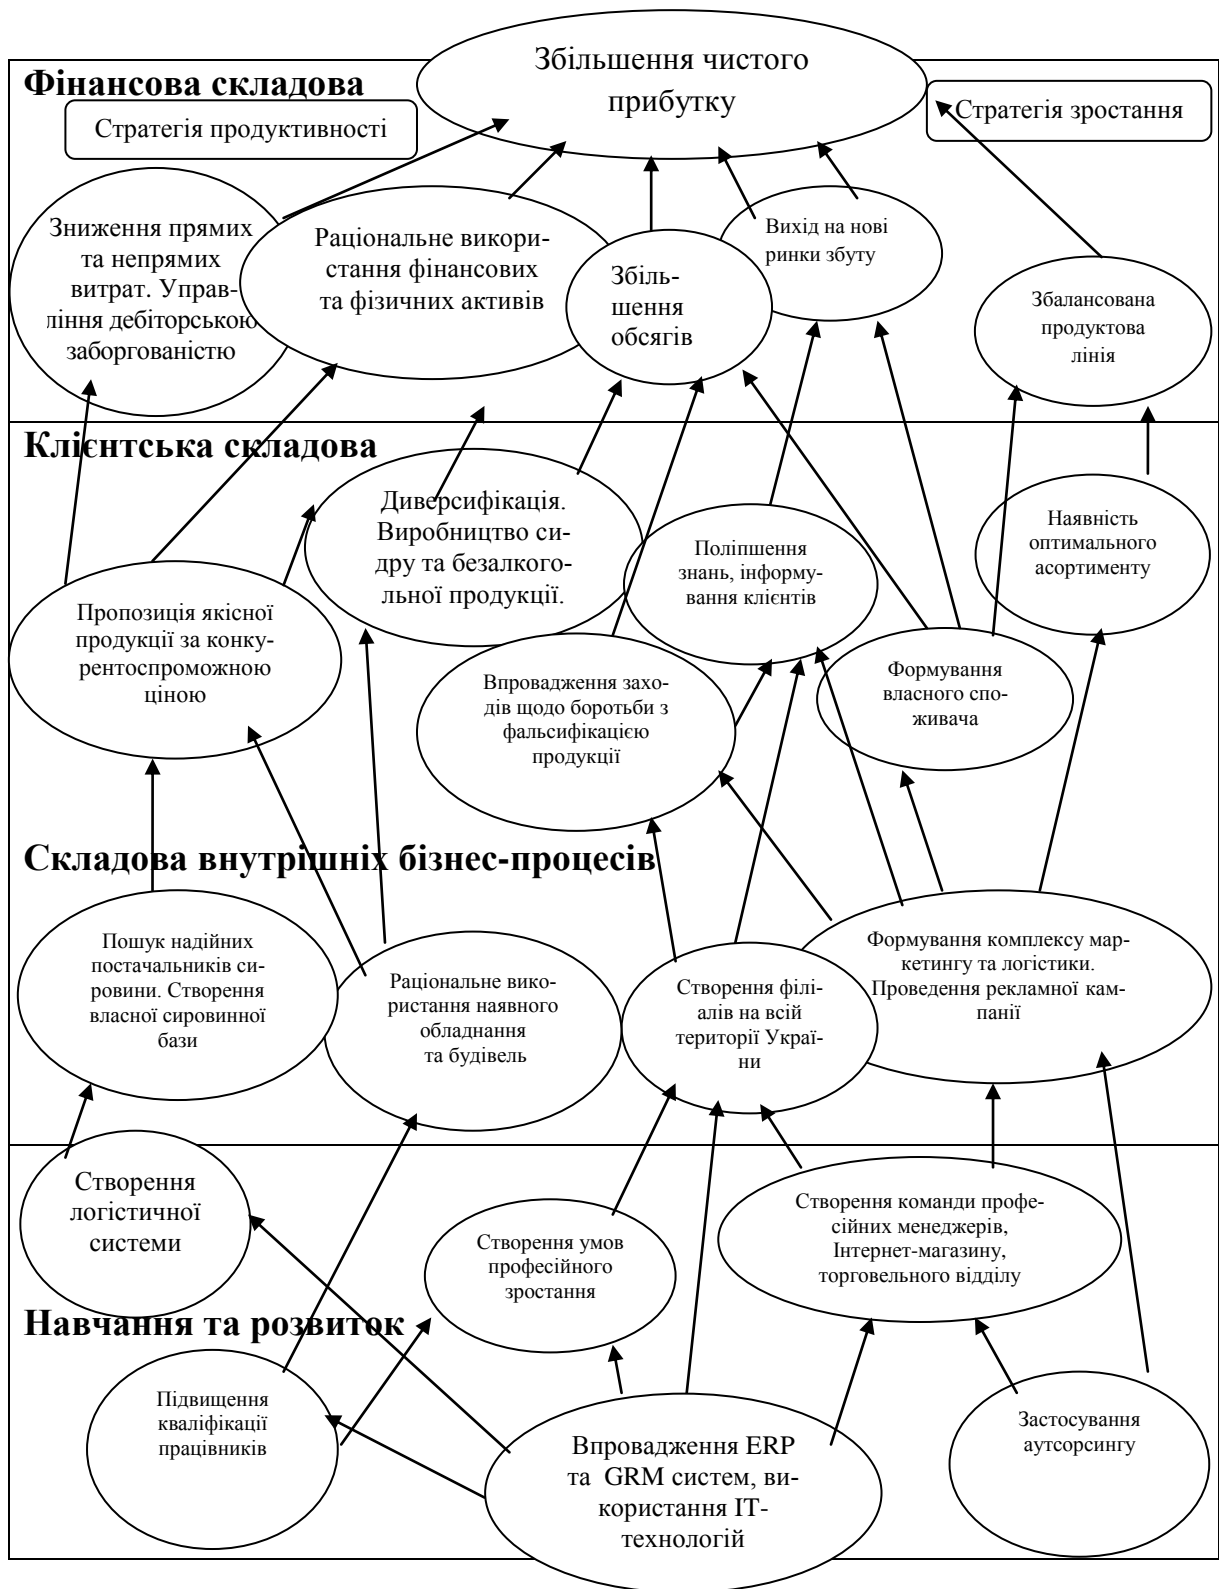 Збільшення чистого
прибутку
Фінансова складова
Стратегія продуктивності
Стратегія зростання
Зниження прямих
та непрямих
витрат. Управ-
ління дебіторською
заборгованістю
Раціональне викори-
стання фінансових
та фізичних активів
Збіль-
шення
обсягів
Вихід на нові
ринки збуту
Збалансована
продуктова
лінія
Клієнтська складова
Пропозиція якісної
продукції за конку-
рентоспроможною
ціною
Диверсифікація.
Виробництво си-
дру та безалкого-
льної продукції.
Впровадження захо-
дів щодо боротьби з
фальсифікацією
продукції
Поліпшення
знань, інформу-
вання клієнтів
Формування
власного спо-
живача
Наявність
оптимального
асортименту
Складова внутрішніх бізнес-процесів
Пошук надійних
постачальників си-
ровини. Створення
власної сировинної
бази
Раціональне вико-
ристання наявного
обладнання
та будівель
Створення філі-
алів на всій
території Украї-
ни
Формування комплексу мар-
кетингу та логістики.
Проведення рекламної кам-
панії
Створення
логістичної
системи
Створення умов
професійного
зростання
Створення команди профе-
сійних менеджерів,
Інтернет-магазину,
торговельного відділу
Навчання та розвиток
Підвищення
кваліфікації
працівників
Впровадження ERP
та GRM систем, ви-
користання IT-
технологій
Застосування
аутсорсингу